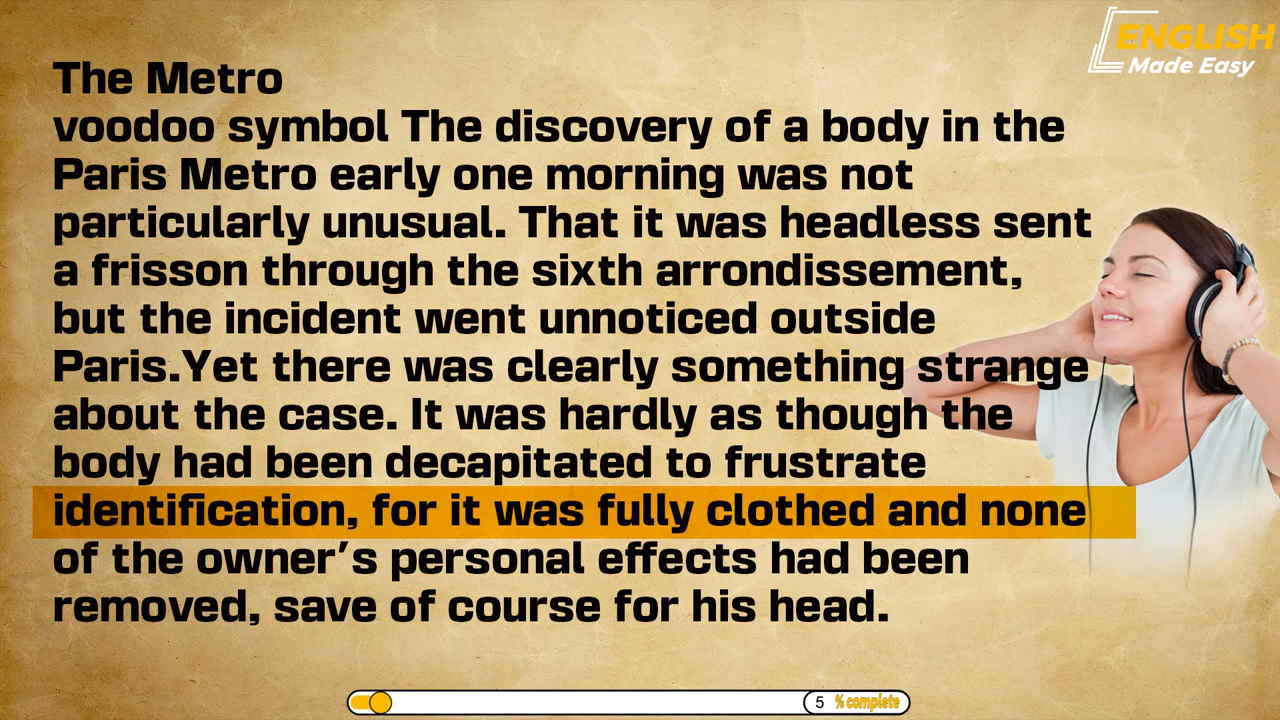 ENGLISH
Made Easy
The Metro
voodoo symbol The discovery of a body in the
Paris Metro early one morning was not
particularly unusual. That it was headless sent
a frisson through the sixth arrondissement,
but the incident went unnoticed outside
Paris.Yet there was clearly something strange
about the case. It was hardly as though the
body had been decapitated to frustrate
identification, for it was fully clothed and none
of the owner’s personal effects had been
removed, save of course for his head.
5 % complete